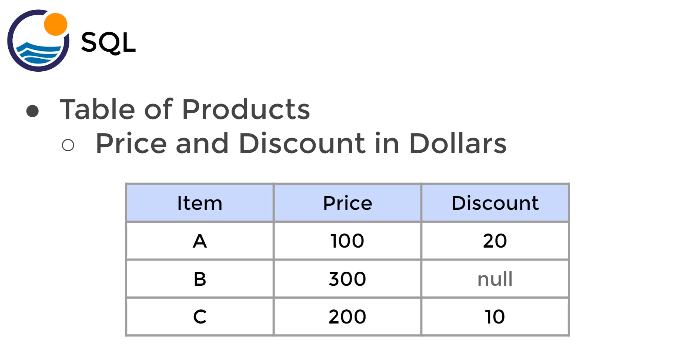 SQL
● Table of Products
○ Price and Discount in Dollars
Item Price Discount
A 100 20
B 300 null
C 200 10